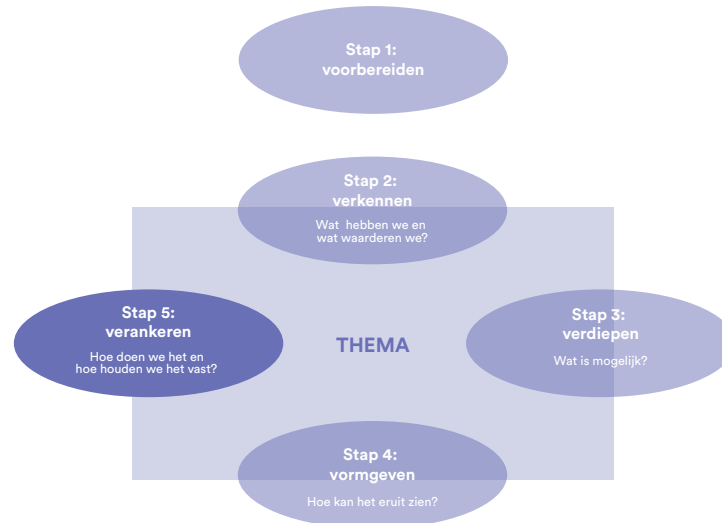 Stap 1:
voorbereiden
Stap 2:
verkennen
Wat hebben we en
wat waarderen we?
Stap 5:
verankeren
Hoe doen we het en
hoe houden we het vast?
THEMA
Stap 3:
verdiepen
Wat is mogelijk?
Stap 4:
vormgeven
Hoe kan het eruit zien?